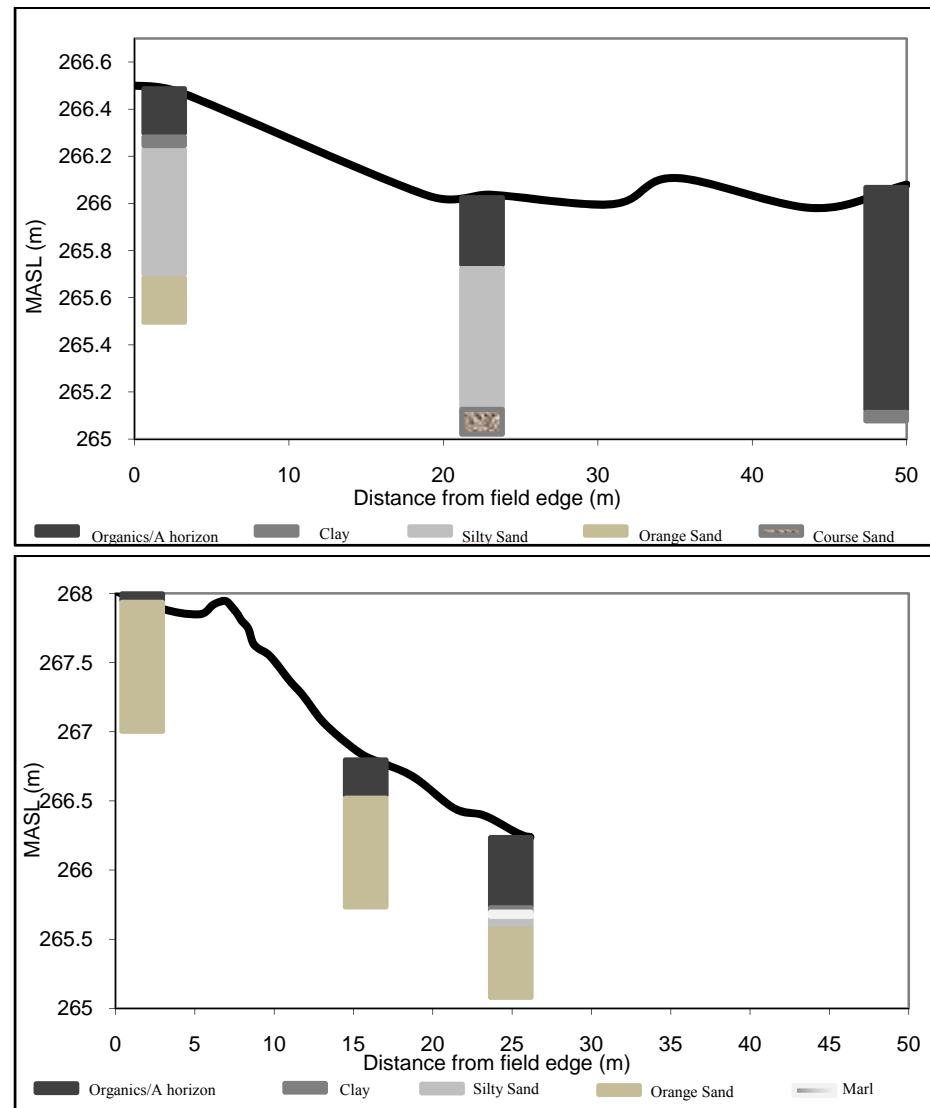 266.6
266.4
266.2
266
265.8
265.6
265.4
265.2
265
MASL (m)
0 10 20 30 40 50
Distance from field edge (m)
Organics/A horizon Clay Silty Sand Orange Sand Course Sand
268
267.5
267
266.5
266
265.5
265
MASL (m)
0 5 10 15 20 25 30 35 40 45 50
Distance from field edge (m)
Organics/A horizon Clay Silty Sand Orange Sand Marl